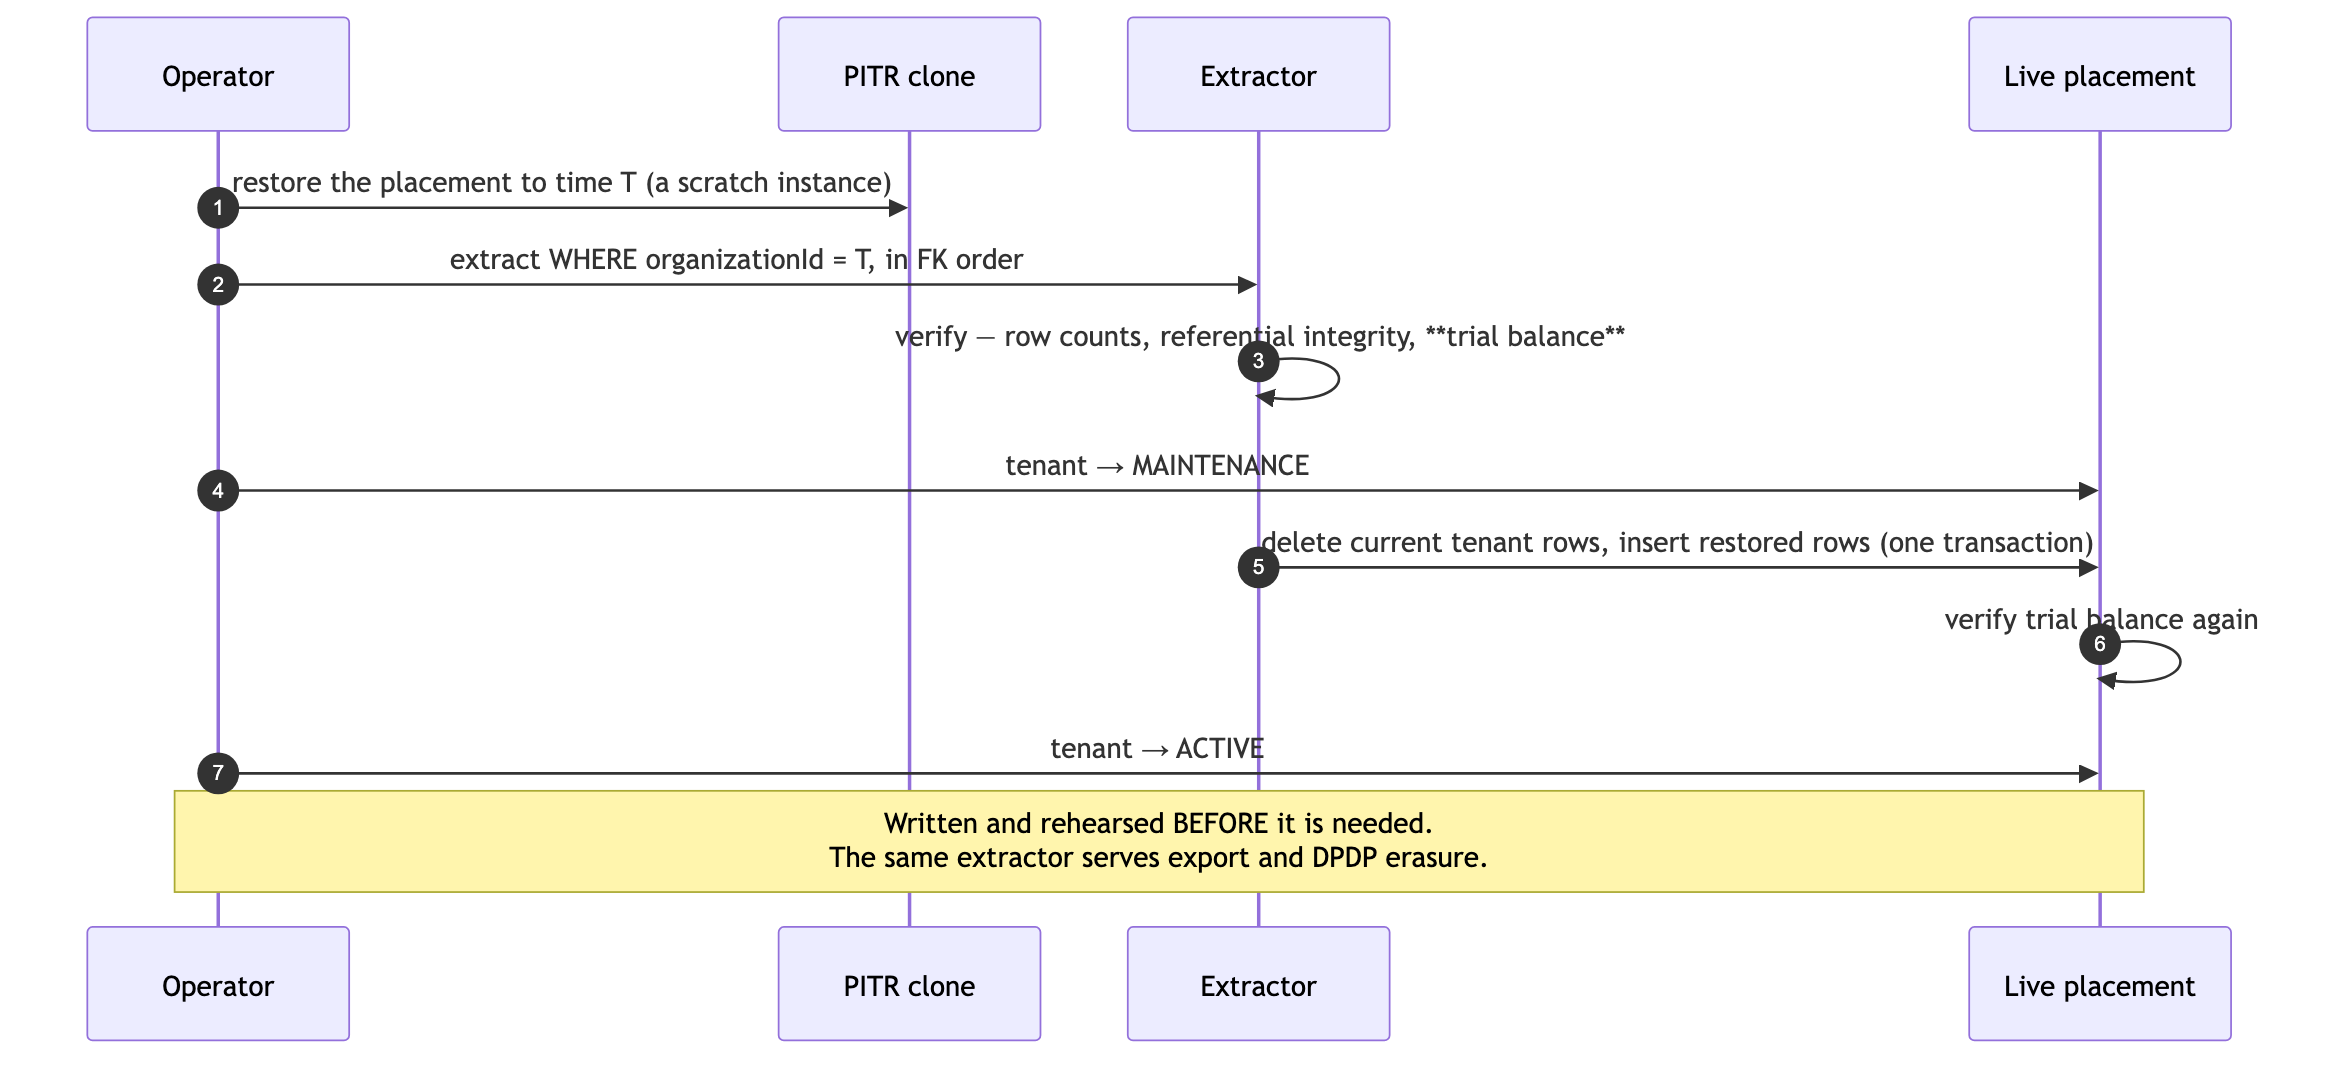 Operator
PITR clone
Extractor
Live placement
restore the placement to time T (a scratch instance)
1
extract WHERE organizationId = T, in FK order
2
verify — row counts, referential integrity, **trial balance**
3
tenant → MAINTENANCE
4
delete current tenant rows, insert restored rows (one transaction)
5
verify trial balance again
6
tenant → ACTIVE
7
Written and rehearsed BEFORE it is needed.
The same extractor serves export and DPDP erasure.
Operator
PITR clone
Extractor
Live placement